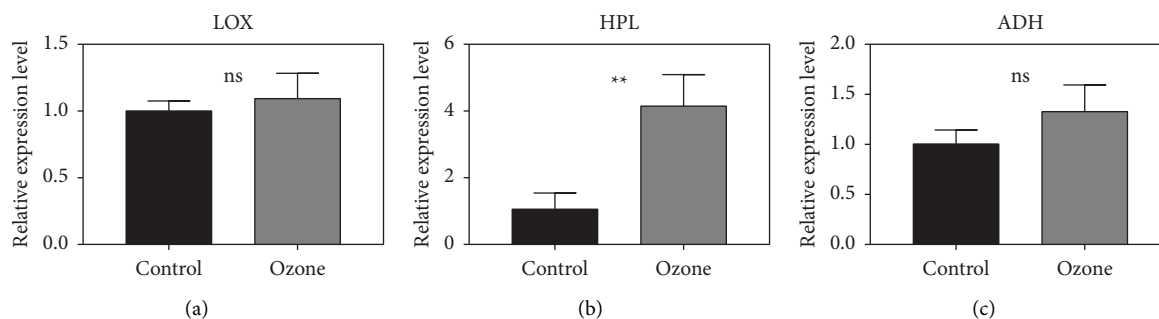 LOX
Relative expression level
1.5
1.0
0.5
0.0
ns
Control
Ozone
(a)
HPL
Relative expression level
6
4
2
0
**
Control
Ozone
(b)
ADH
Relative expression level
2.0
1.5
1.0
0.5
0.0
ns
Control
Ozone
(c)